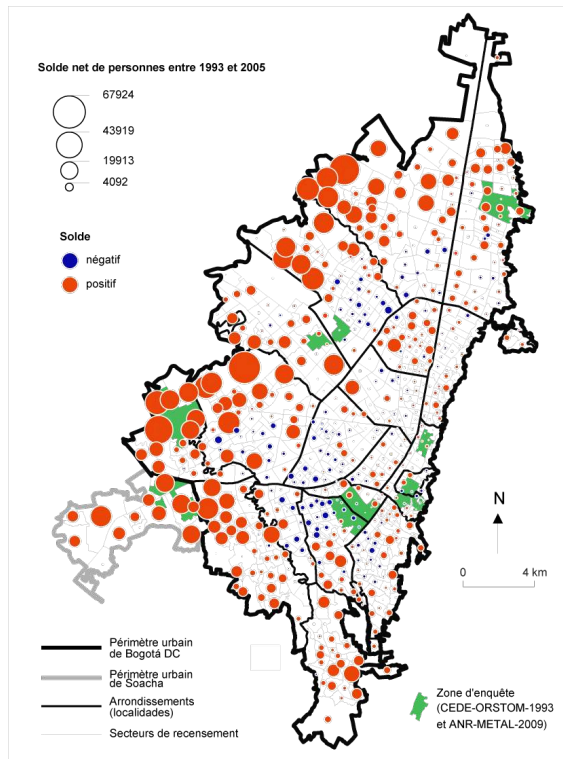 Solde net de personnes entre 1993 et 2005
67924
43919
19913
4092
Solde
négatif
positif
N
0 4 km
Périmètre urbain
de Bogotá DC
Périmètre urbain
de Soacha
Arrondissements
(localidades)
Secteurs de recensement
Zone d'enquête
(CEDE-ORSTOM-1993
et ANR-METAL-2009)